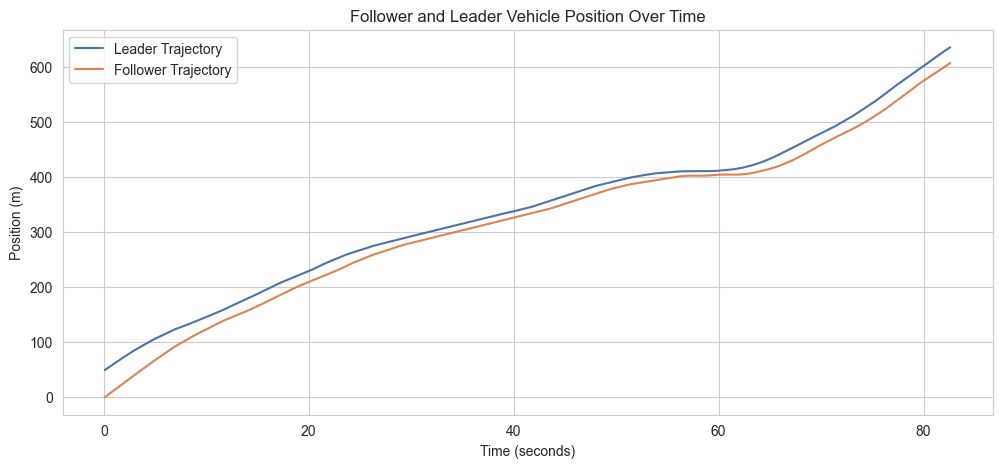 Follower and Leader Vehicle Position Over Time
Leader Trajectory
Follower Trajectory
Position (m)
600
500
400
300
200
100
0
0 20 40 60 80
Time (seconds)